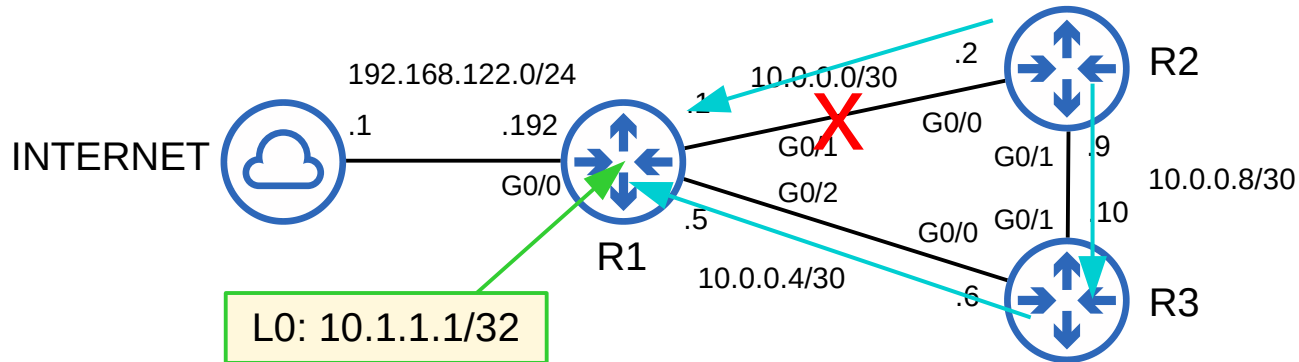 INTERNET
192.168.122.0/24
.1
.192
G0/0
R1
L0: 10.1.1.1/32
10.0.0.0/30
.1
G0/1
X
.2
G0/0
R2
G0/1
.9
10.0.0.8/30
G0/1
.10
G0/2
.5
10.0.0.4/30
G0/0
.6
R3